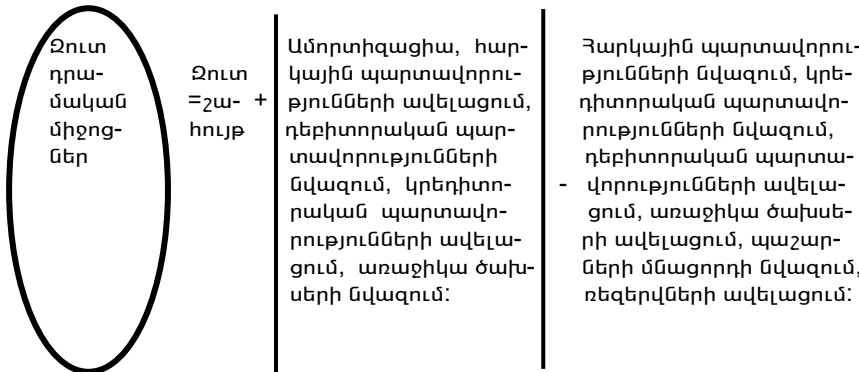 Զուտ
դրա-
մական
միջոց-
ներ
Զուտ
=շա- +
հույթ
Ամորտիզացիա, հար-
կային պարտավորու-
թյունների ավելացում,
դեբիտորական պար-
տավորությունների
նվազում, կրեդիտո-
րական պարտավո-
րությունների ավելա-
ցում, առաջիկա ծախ-
սերի նվազում:
Հարկային պարտավորու-
թյունների նվազում, կրե-
դիտորական պարտավո-
րությունների նվազում,
դեբիտորական պարտա-
- վորությունների ավելա-
ցում, առաջիկա ծախսե-
րի ավելացում, պաշար-
ների մնացորդի նվազում,
ռեզերվների ավելացում: